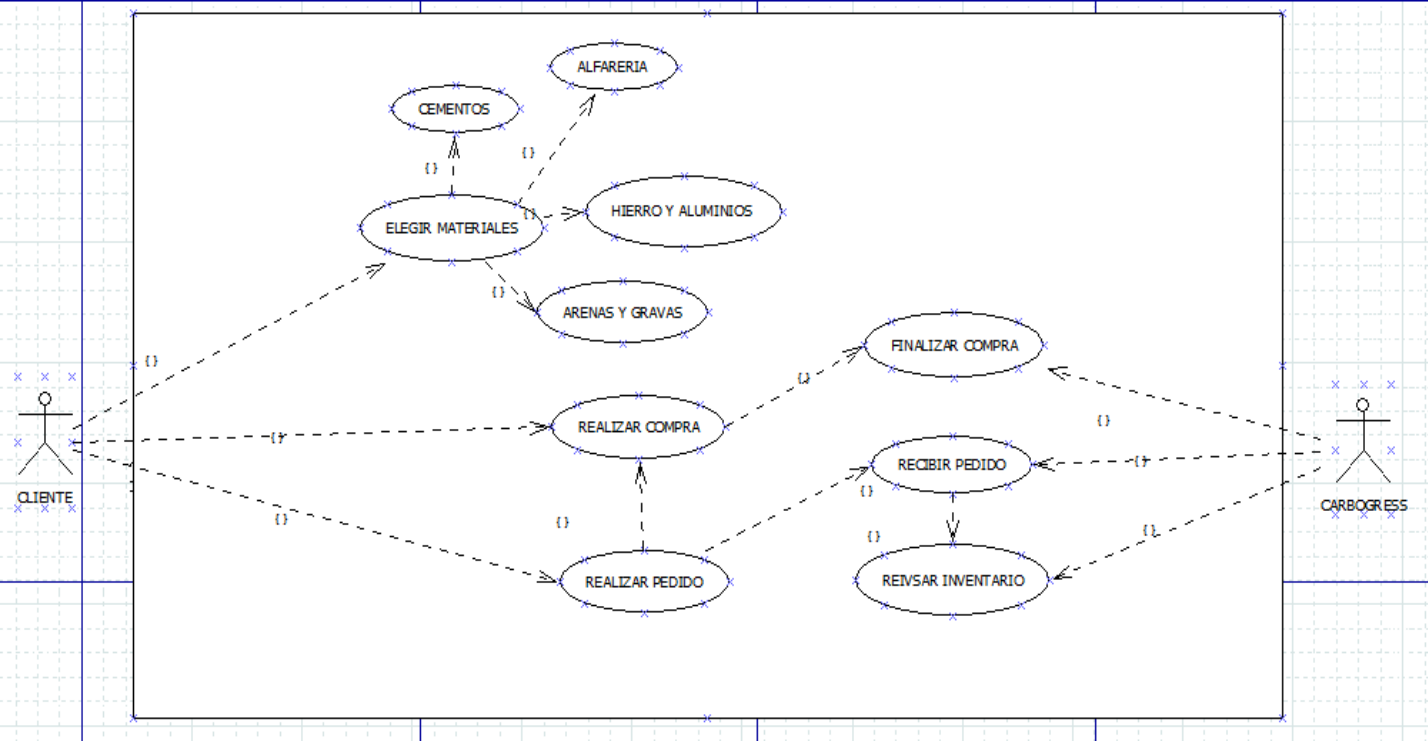 ALFARERIA
CEMENTOS
{}
{}
HIERRO Y ALUMINIOS
{}
ELEGIR MATERIALES
{}
ARENAS Y GRAVAS
FINALIZAR COMPRA
{}
{}
{}
REALIZAR COMPRA
{}
RECIBIR PEDIDO
{}
{}
CLIENTE
CARBOGRESS
{}
{}
{}
{}
REALIZAR PEDIDO
REIVSAR INVENTARIO